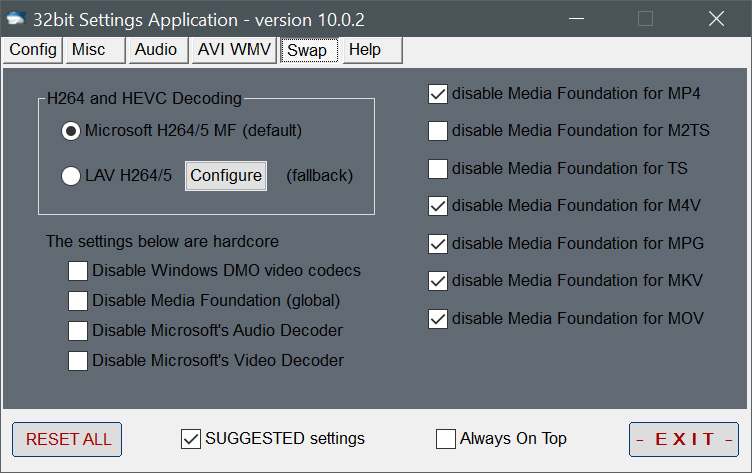 32bit Settings Application - version 10.0.2
Config Misc Audio AVI WMV Swap Help
H264 and HEVC Decoding
Microsoft H264/5 MF (default)
LAV H264/5 Configure (fallback)
The settings below are hardcore
Disable Windows DMO video codecs
Disable Media Foundation (global)
Disable Microsoft's Audio Decoder
Disable Microsoft's Video Decoder
disable Media Foundation for MP4
disable Media Foundation for M2TS
disable Media Foundation for TS
disable Media Foundation for M4V
disable Media Foundation for MPG
disable Media Foundation for MKV
disable Media Foundation for MOV
RESET ALL SUGGESTED settings Always On Top - E X I T -